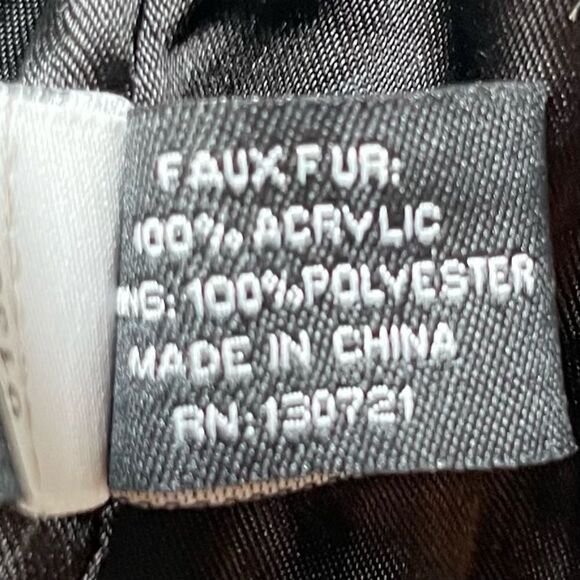 FAUX FUR:
100% ACRYLIC
NG: 100% POLYESTER
MADE IN CHINA
RN:130721